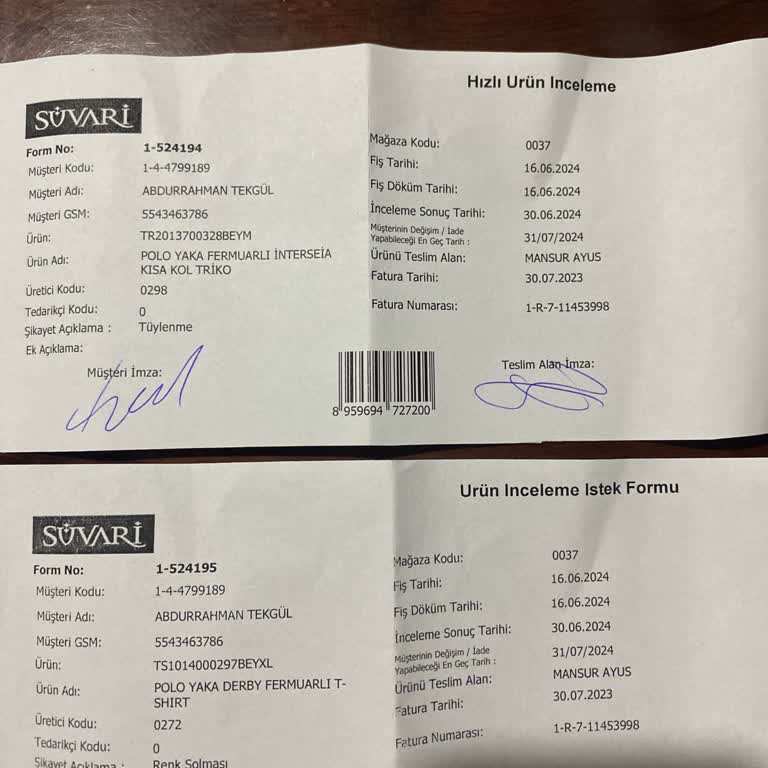 Hızlı Urün Inceleme
SÜVARİ
Form No: 1-524194
Müşteri Kodu: 1-4-4799189
Müşteri Adı: ABDURRAHMAN TEKGÜL
Müşteri GSM: 5543463786
Ürün: TR2013700328BEYM
Ürün Adı: POLO YAKA FERMUARLI İNTERSEİA
KISA KOL TRİKO
Üretici Kodu: 0298
Tedarikçi Kodu: 0
Şikayet Açıklama : Tüylenme
Ek Açıklama:
Müşteri İmza:
Mağaza Kodu: 0037
Fiş Tarihi: 16.06.2024
Fiş Döküm Tarihi: 16.06.2024
İnceleme Sonuç Tarihi: 30.06.2024
Müşterinin Değişim / İade
Yapabileceği En Geç Tarih : 31/07/2024
Ürünü Teslim Alan: MANSUR AYUS
Fatura Tarihi: 30.07.2023
Fatura Numarası: 1-R-7-11453998
Teslim Alan İmza:
8 959694 727200
Urün Inceleme Istek Formu
SÜVARİ
Form No: 1-524195
Müşteri Kodu: 1-4-4799189
Müşteri Adı: ABDURRAHMAN TEKGÜL
Müşteri GSM: 5543463786
Ürün: TS1014000297BEYXL
Ürün Adı: POLO YAKA DERBY FERMUARLI T-
SHIRT
Üretici Kodu: 0272
Tedarikçi Kodu: 0
Şikayet Açıklama : Renk Solması
Mağaza Kodu: 0037
Fiş Tarihi: 16.06.2024
Fiş Döküm Tarihi: 16.06.2024
İnceleme Sonuç Tarihi: 30.06.2024
Müşterinin Değişim / İade
Yapabileceği En Geç Tarih : 31/07/2024
Ürünü Teslim Alan: MANSUR AYUS
Fatura Tarihi: 30.07.2023
Fatura Numarası: 1-R-7-11453998